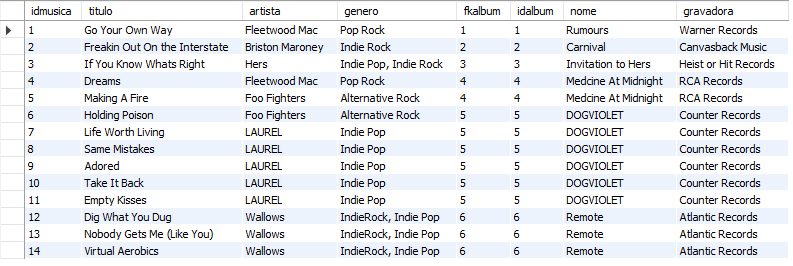 idmusica titulo artista genero fkalbum idalbum nome gravadora
1 Go Your Own Way Fleetwood Mac Pop Rock 1 1 Rumours Warner Records
2 Freakin Out On the Interstate Briston Maroney Indie Rock 2 2 Carnival Canvasback Music
3 If You Know Whats Right Hers Indie Pop, Indie Rock 3 3 Invitation to Hers Heist or Hit Records
4 Dreams Fleetwood Mac Pop Rock 4 4 Medcine At Midnight RCA Records
5 Making A Fire Foo Fighters Alternative Rock 4 4 Medcine At Midnight RCA Records
6 Holding Poison Foo Fighters Alternative Rock 5 5 DOGVIOLET Counter Records
7 Life Worth Living LAUREL Indie Pop 5 5 DOGVIOLET Counter Records
8 Same Mistakes LAUREL Indie Pop 5 5 DOGVIOLET Counter Records
9 Adored LAUREL Indie Pop 5 5 DOGVIOLET Counter Records
10 Take It Back LAUREL Indie Pop 5 5 DOGVIOLET Counter Records
11 Empty Kisses LAUREL Indie Pop 5 5 DOGVIOLET Counter Records
12 Dig What You Dug Wallows IndieRock, Indie Pop 6 6 Remote Atlantic Records
13 Nobody Gets Me (Like You) Wallows IndieRock, Indie Pop 6 6 Remote Atlantic Records
14 Virtual Aerobics Wallows IndieRock, Indie Pop 6 6 Remote Atlantic Records